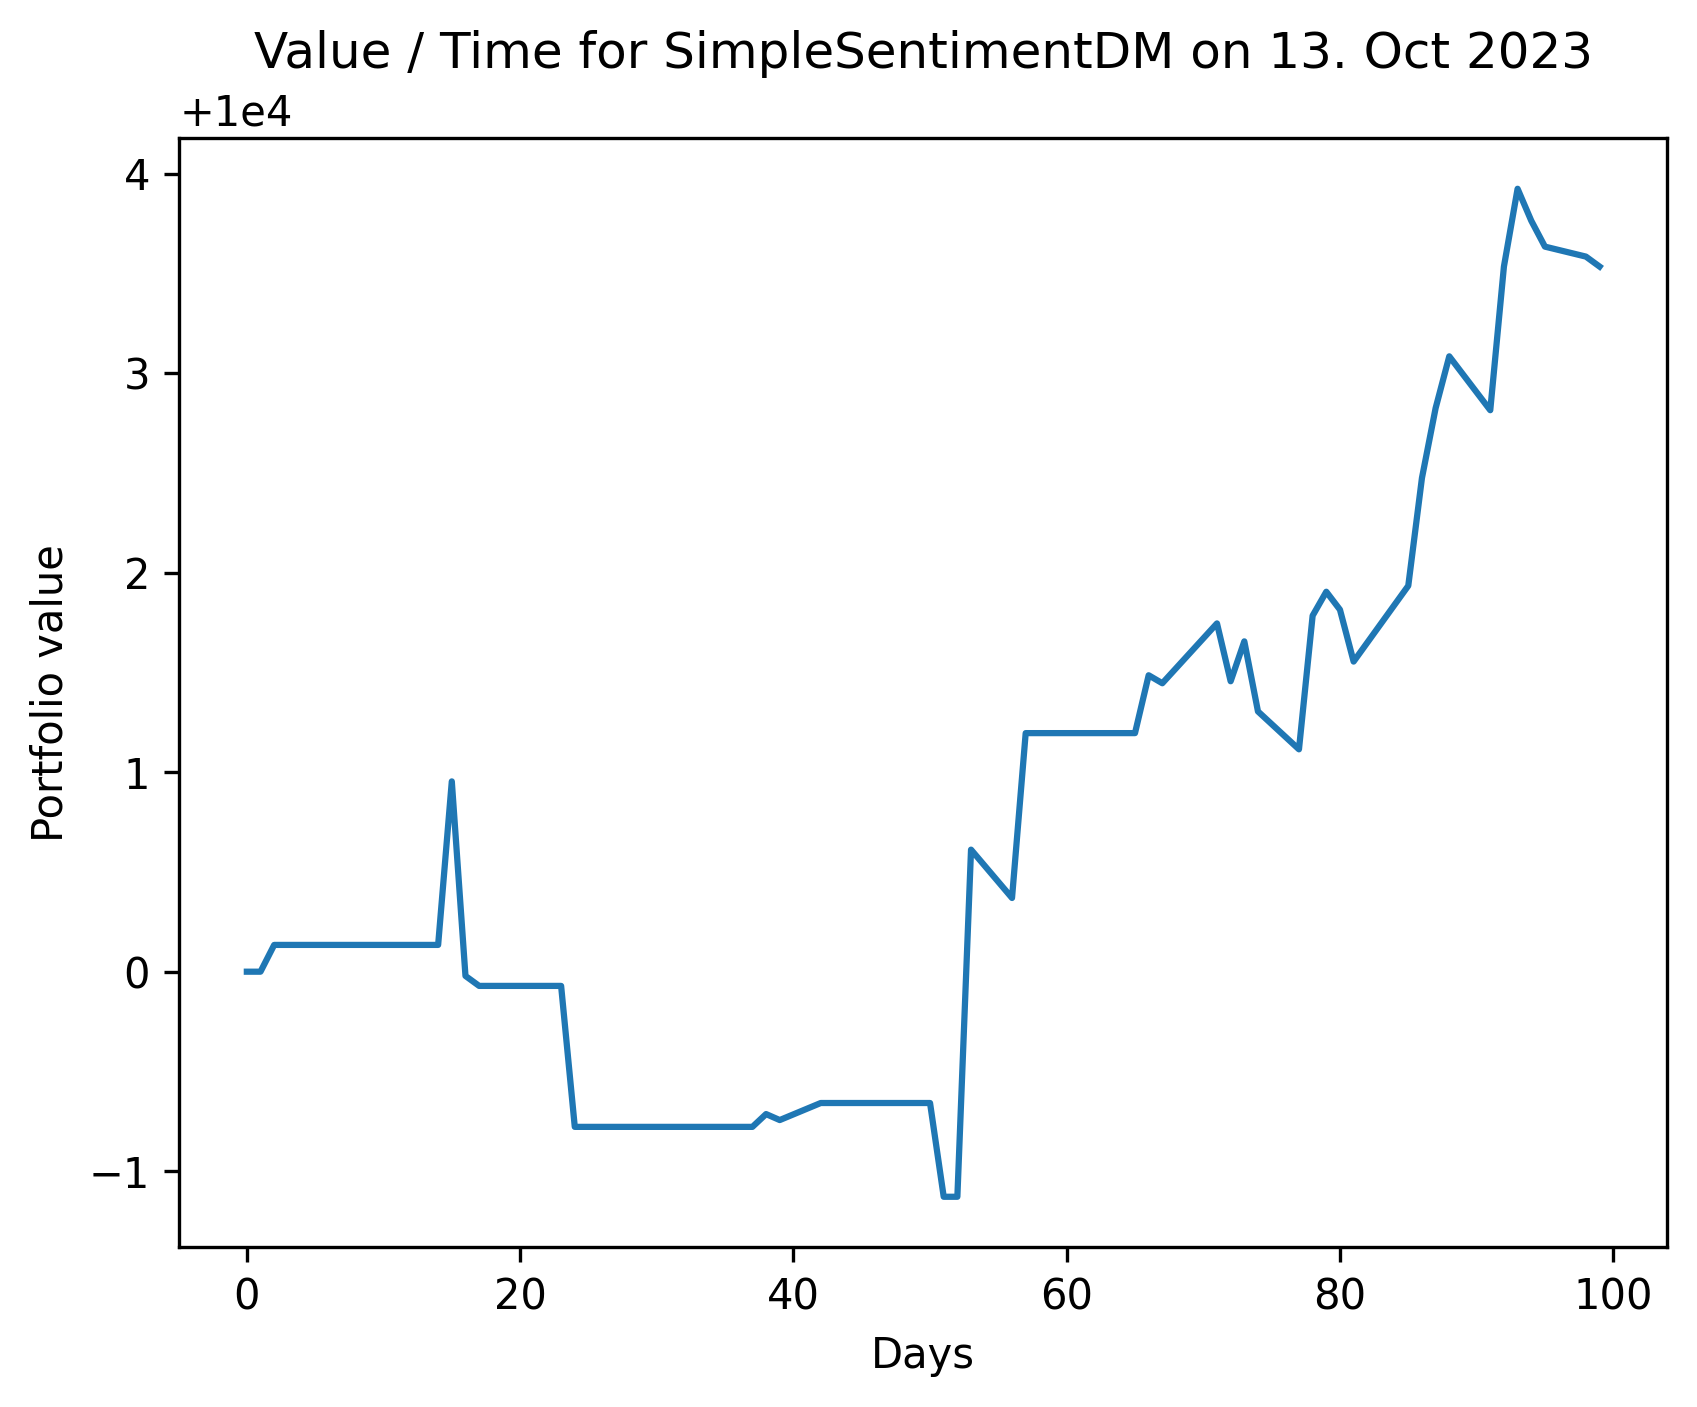 Value / Time for SimpleSentimentDM on 13. Oct 2023
+1e4
4
3
2
1
0
−1
Portfolio value
0 20 40 60 80 100
Days